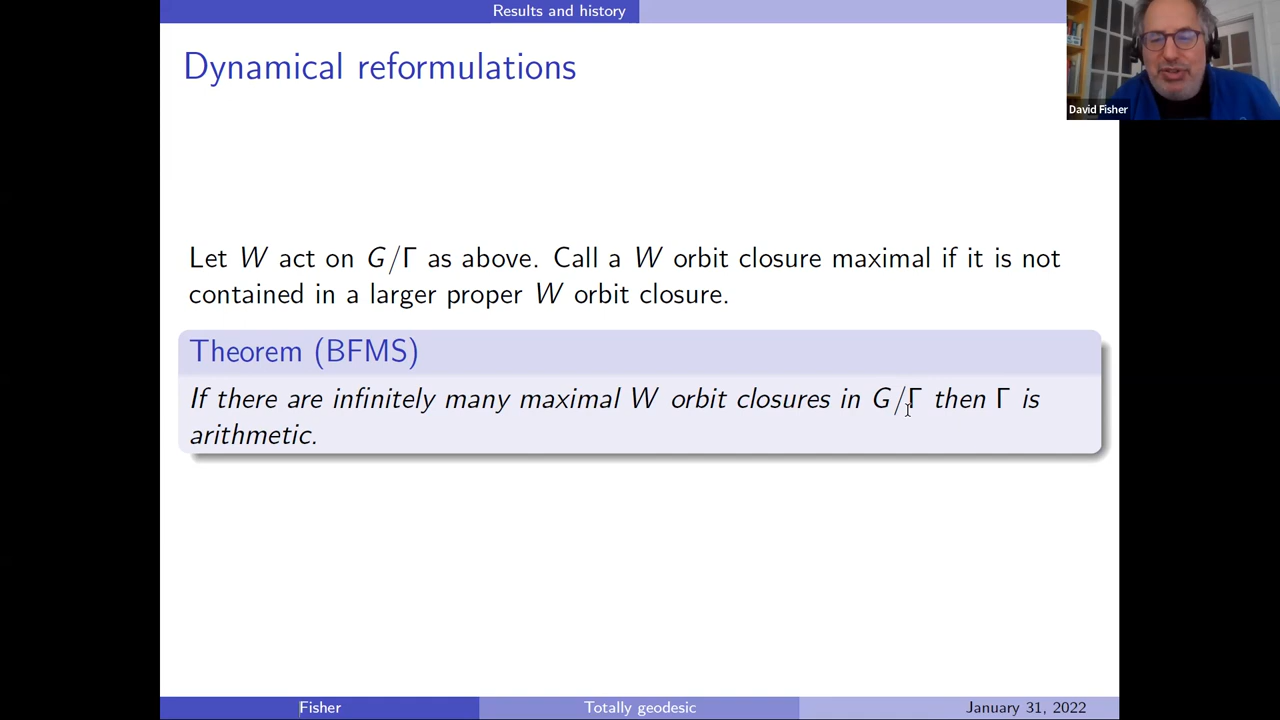 Results and history
Dynamical reformulations
David Fisher
Let W act on G/Γ as above. Call a W orbit closure maximal if it is not
contained in a larger proper W orbit closure.
Theorem (BFMS)
If there are infinitely many maximal W orbit closures in G/Γ then Γ is
arithmetic.
Fisher
Totally geodesic
January 31, 2022